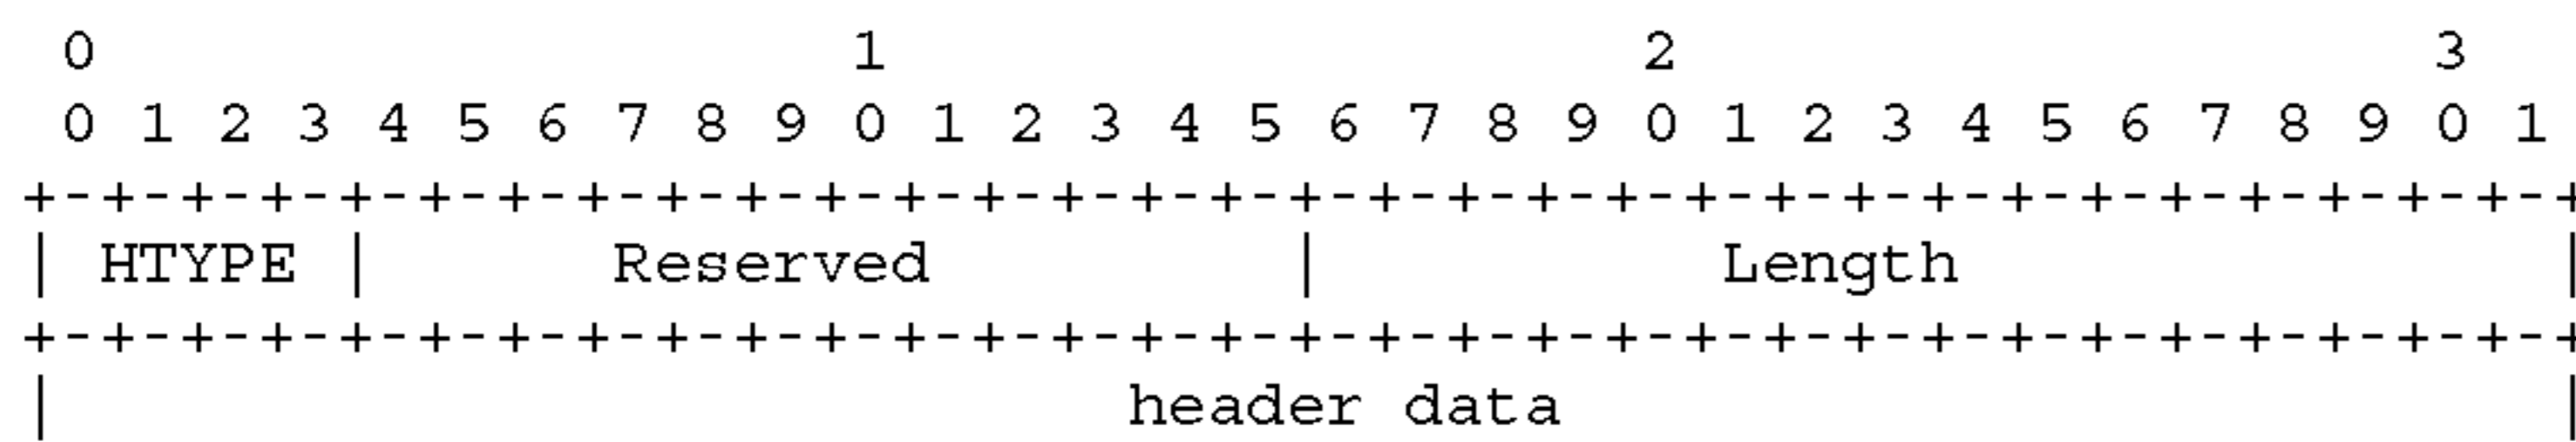 0                   1                   2                   3
 0 1 2 3 4 5 6 7 8 9 0 1 2 3 4 5 6 7 8 9 0 1 2 3 4 5 6 7 8 9 0 1
+-+-+-+-+-+-+-+-+-+-+-+-+-+-+-+-+-+-+-+-+-+-+-+-+-+-+-+-+-+-+-+-+
| HTYPE |      Reserved         |          Length               |
+-+-+-+-+-+-+-+-+-+-+-+-+-+-+-+-+-+-+-+-+-+-+-+-+-+-+-+-+-+-+-+-+
|                           header data                         |